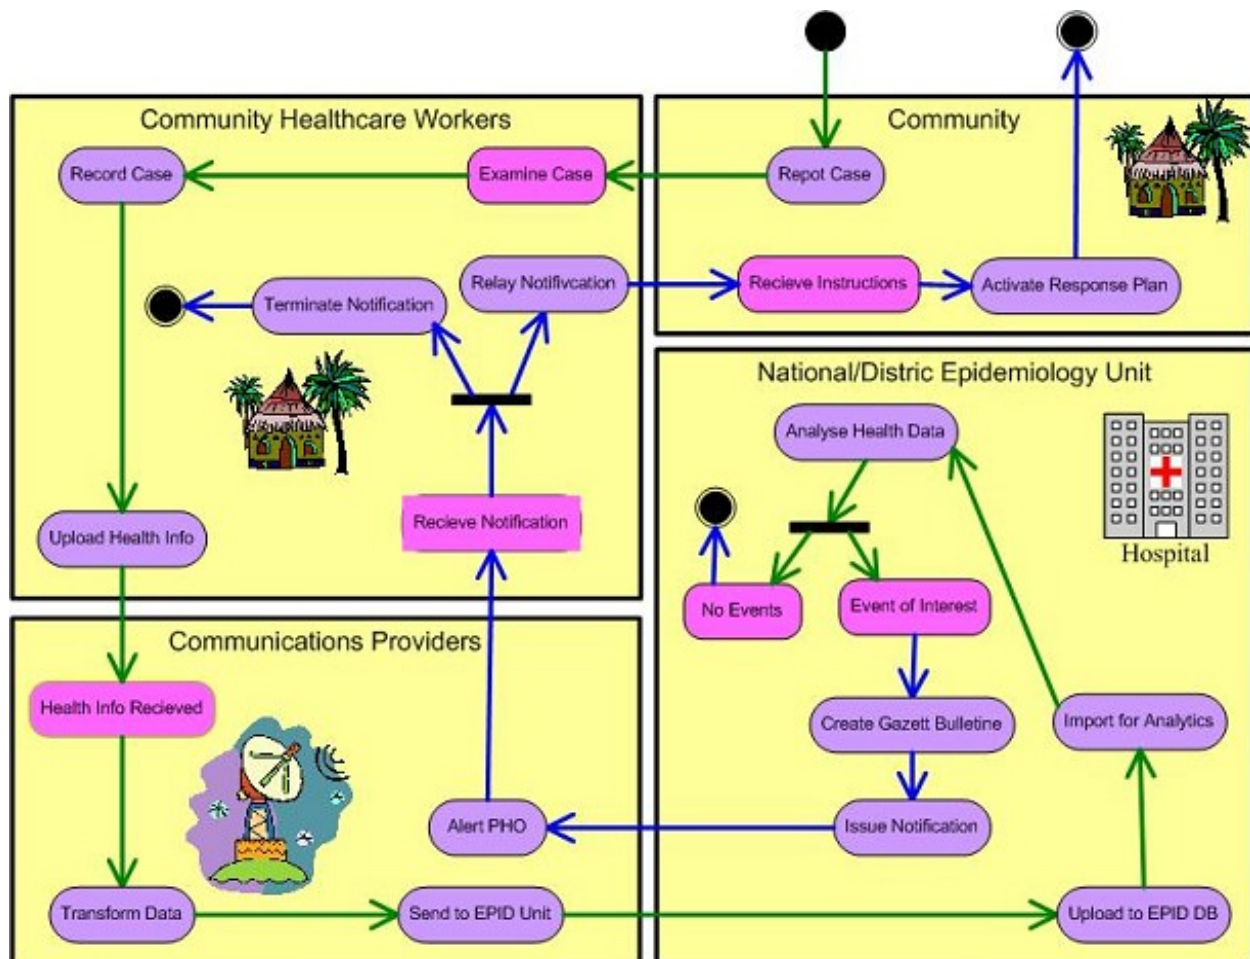 Community Healthcare Workers
Record Case
Examine Case
Terminate Notification
Relay Notifivcation
Recieve Notification
Upload Health Info
Community
Repot Case
Recieve Instructions
Activate Response Plan
Communications Providers
Health Info Recieved
Alert PHO
Transform Data
Send to EPID Unit
National/Distric Epidemiology Unit
Analyse Health Data
Hospital
No Events
Event of Interest
Create Gazett Bulletine
Import for Analytics
Issue Notification
Upload to EPID DB